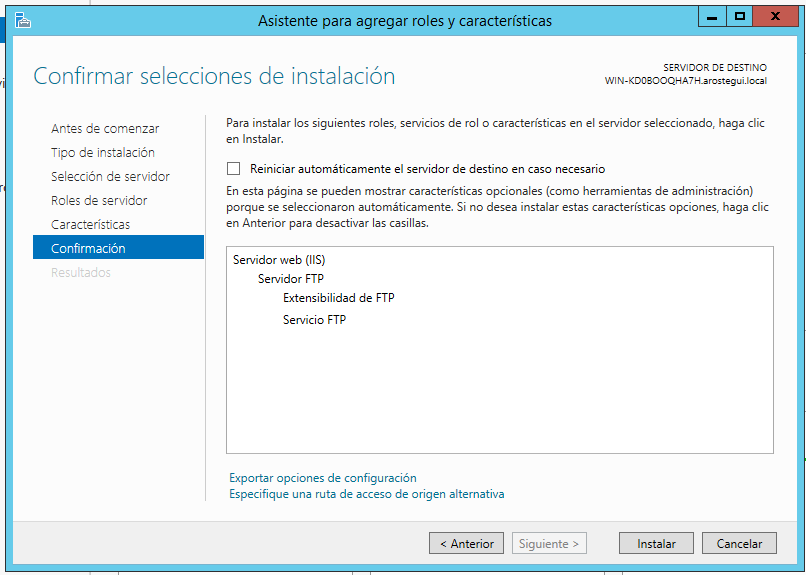 Asistente para agregar roles y características
Confirmar selecciones de instalación
SERVIDOR DE DESTINO
WIN-KD0BOOQHA7H.arostegui.local
Antes de comenzar
Tipo de instalación
Selección de servidor
Roles de servidor
Características
Confirmación
Resultados
Para instalar los siguientes roles, servicios de rol o características en el servidor seleccionado, haga clic
en Instalar.
Reiniciar automáticamente el servidor de destino en caso necesario
En esta página se pueden mostrar características opcionales (como herramientas de administración)
porque se seleccionaron automáticamente. Si no desea instalar estas características opciones, haga clic
en Anterior para desactivar las casillas.
Servidor web (IIS)
Servidor FTP
Extensibilidad de FTP
Servicio FTP
Exportar opciones de configuración
Especifique una ruta de acceso de origen alternativa
< Anterior
Siguiente >
Instalar
Cancelar